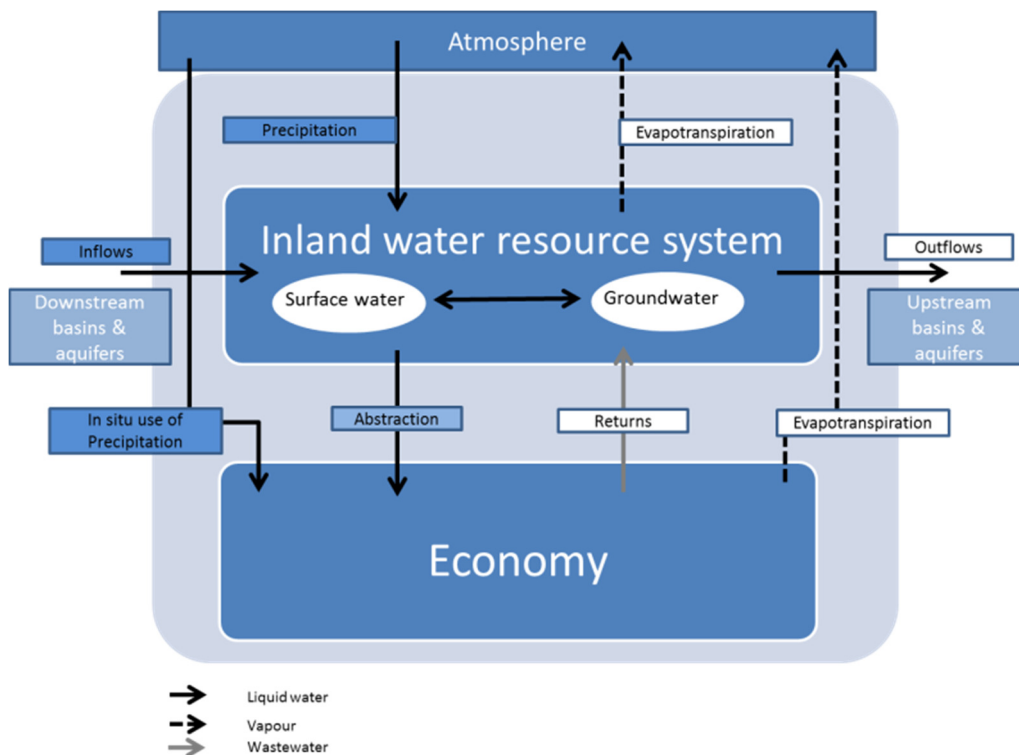 Atmosphere
Precipitation
Evapotranspiration
Inland water resource system
Inflows
Outflows
Surface water
Groundwater
Downstream
basins &
aquifers
Upstream
basins &
aquifers
In situ use of
Precipitation
Abstraction
Returns
Evapotranspiration
Economy
Liquid water
Vapour
Wastewater